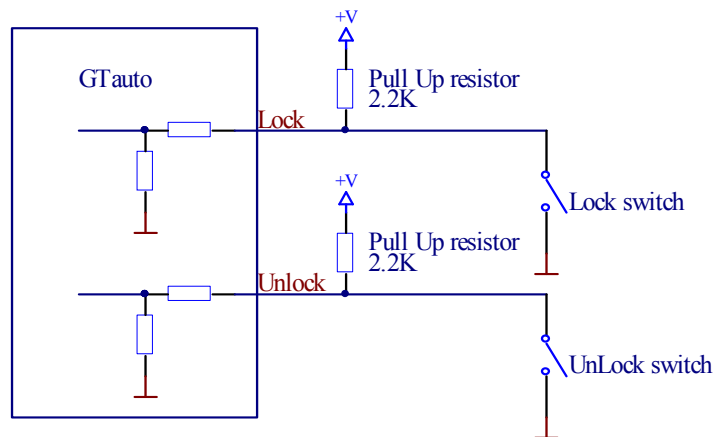 +V
GTauto
Pull Up resistor
2.2K
Lock
Lock switch
+V
Pull Up resistor
2.2K
Unlock
UnLock switch